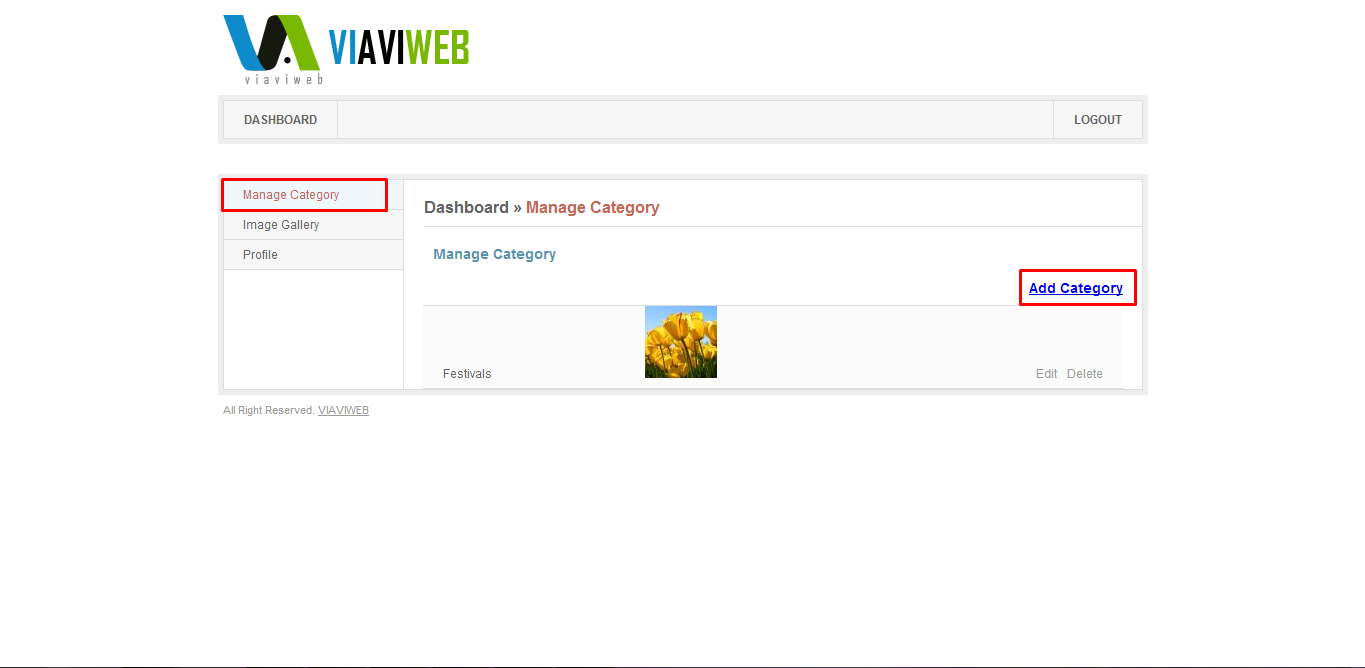 VIAVIWEB
viaviweb
DASHBOARD
LOGOUT
Manage Category
Image Gallery
Profile
Dashboard » Manage Category
Manage Category
Add Category
Festivals
Edit Delete
All Right Reserved. VIAVIWEB